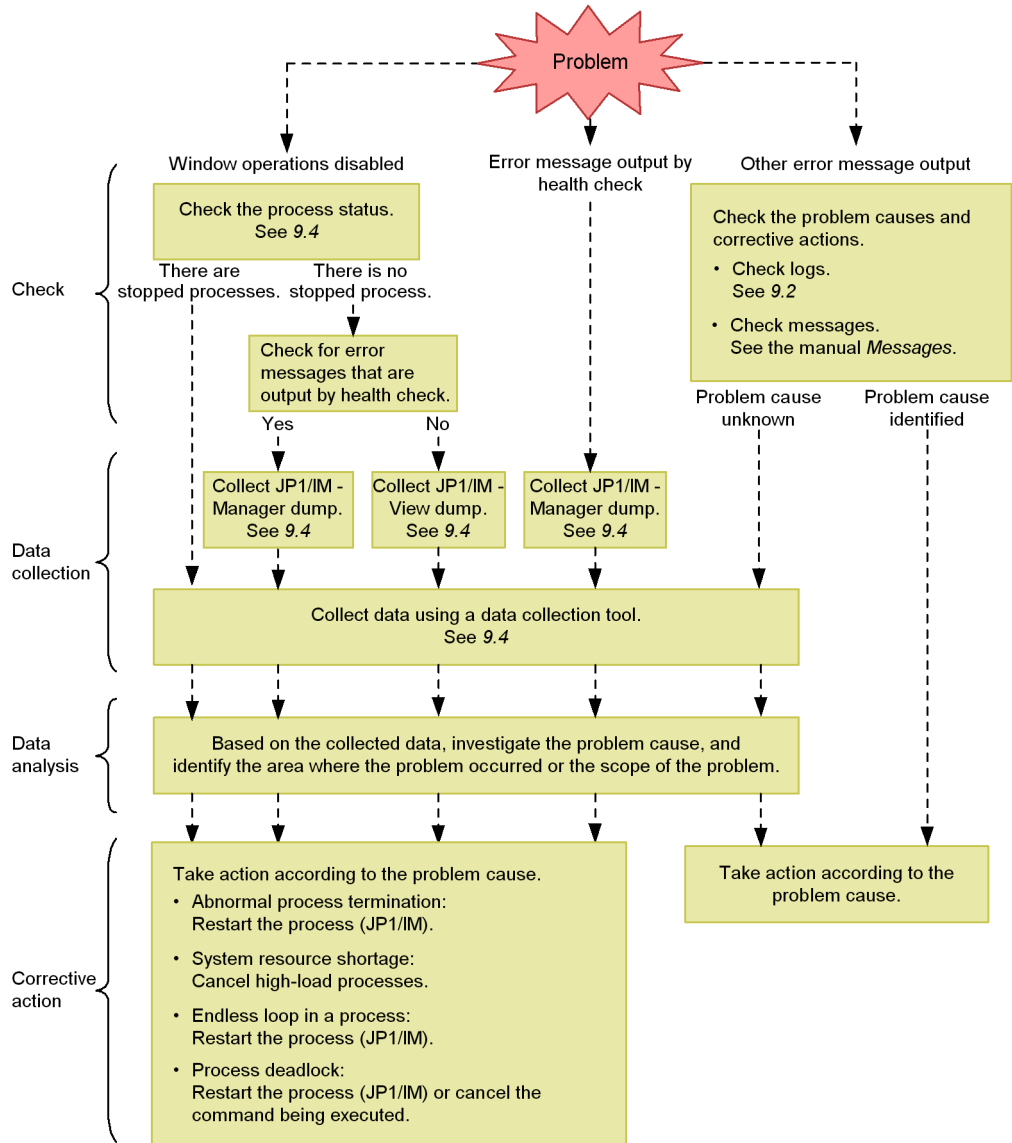 Problem
Window operations disabled
Error message output by
health check
Other error message output
Check
Check the process status.
See 9.4
There are
stopped processes.
There is no
stopped process.
Check for error
messages that are
output by health check.
Yes
No
Check the problem causes and
corrective actions.
• Check logs.
See 9.2
• Check messages.
See the manual Messages.
Problem cause
unknown
Problem cause
identified
Data
collection
Collect JP1/IM -
Manager dump.
See 9.4
Collect JP1/IM -
View dump.
See 9.4
Collect JP1/IM -
Manager dump.
See 9.4
Collect data using a data collection tool.
See 9.4
Data
analysis
Based on the collected data, investigate the problem cause, and
identify the area where the problem occurred or the scope of the problem.
Corrective
action
Take action according to the problem cause.
• Abnormal process termination:
Restart the process (JP1/IM).
• System resource shortage:
Cancel high-load processes.
• Endless loop in a process:
Restart the process (JP1/IM).
• Process deadlock:
Restart the process (JP1/IM) or cancel the
command being executed.
Take action according to the
problem cause.